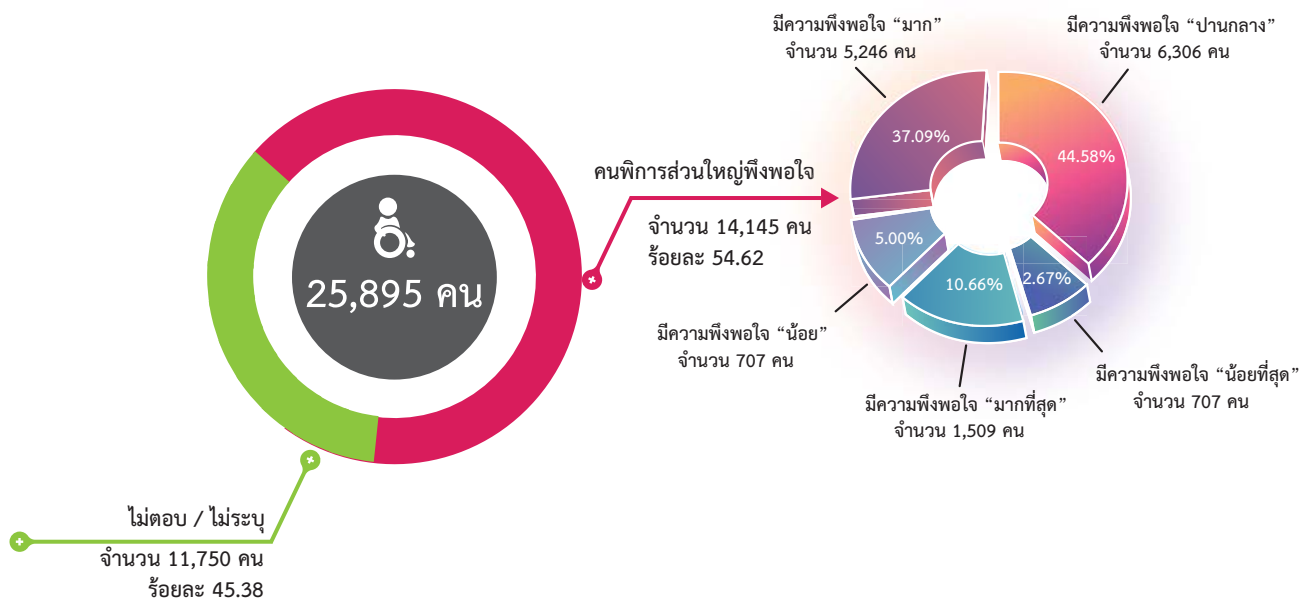 มีความพึงพอใจ “มาก”
จำนวน 5,246 คน
มีความพึงพอใจ “ปานกลาง”
จำนวน 6,306 คน
37.09%
44.58%
5.00%
10.66%
2.67%
คนพิการส่วนใหญ่พึงพอใจ
จำนวน 14,145 คน
ร้อยละ 54.62
25,895 คน
มีความพึงพอใจ “น้อย”
จำนวน 707 คน
มีความพึงพอใจ “มากที่สุด”
จำนวน 1,509 คน
มีความพึงพอใจ “น้อยที่สุด”
จำนวน 707 คน
ไม่ตอบ / ไม่ระบุ
จำนวน 11,750 คน
ร้อยละ 45.38